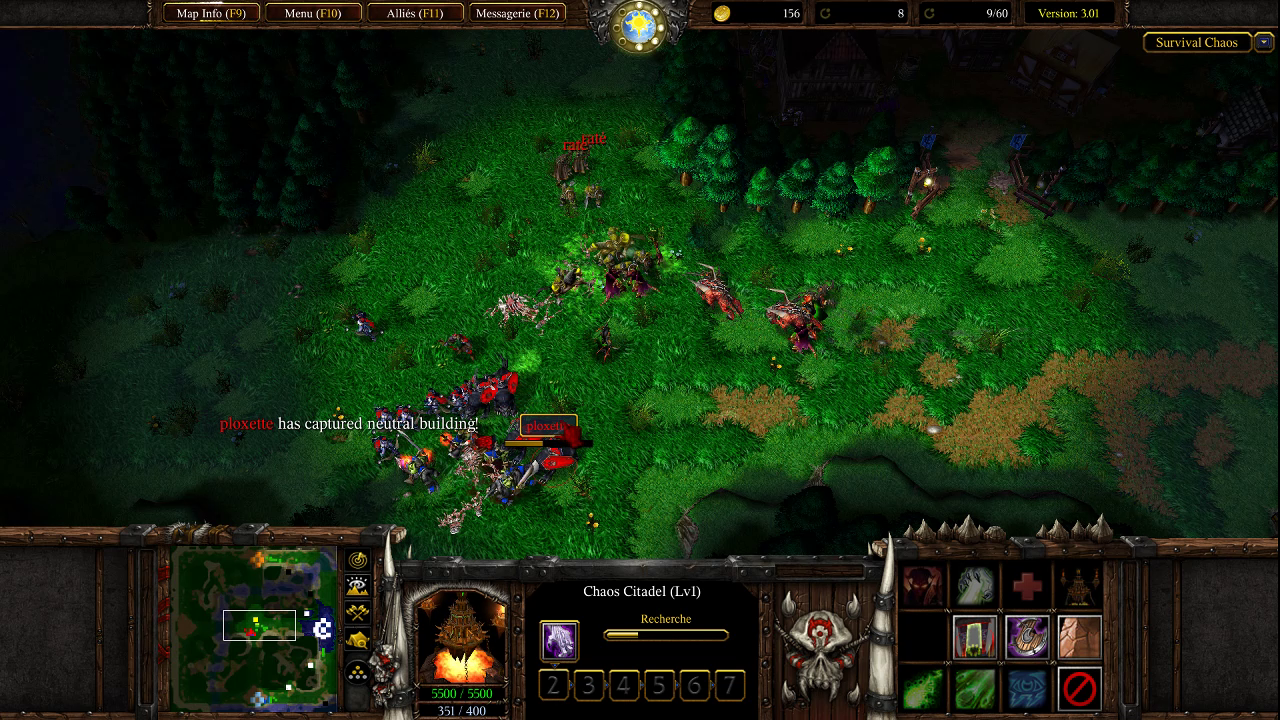 Map Info (F9)
Menu (F10)
Alliés (F11)
Messagerie (F12)
156
8
9/60
Version: 3.01
Survival Chaos
raté
raté
ploxette has captured neutral building!
ploxett
Chaos Citadel (Lv1)
Recherche
2 3 4 5 6 7
5500 / 5500
351 / 400